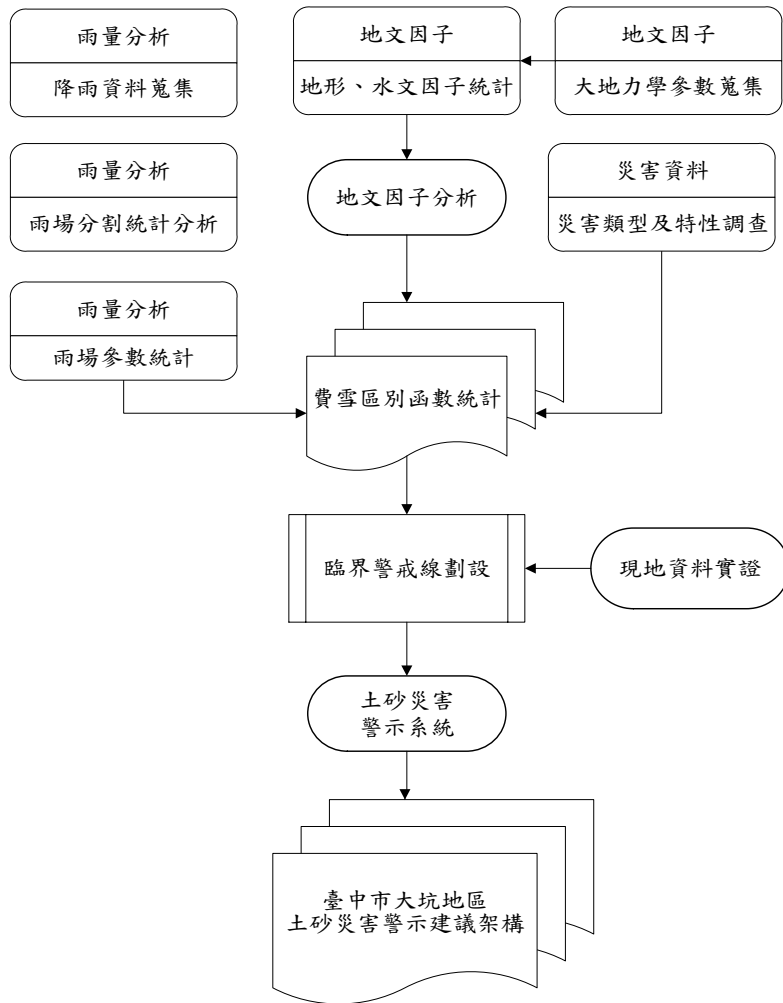 雨量分析
降雨資料蒐集
地文因子
地形、水文因子統計
地文因子
大地力學參數蒐集
雨量分析
雨場分割統計分析
地文因子分析
災害資料
災害類型及特性調查
雨量分析
雨場參數統計
費雪區別函數統計
臨界警戒線劃設
現地資料實證
土砂災害
警示系統
臺中市大坑地區
土砂災害警示建議架構